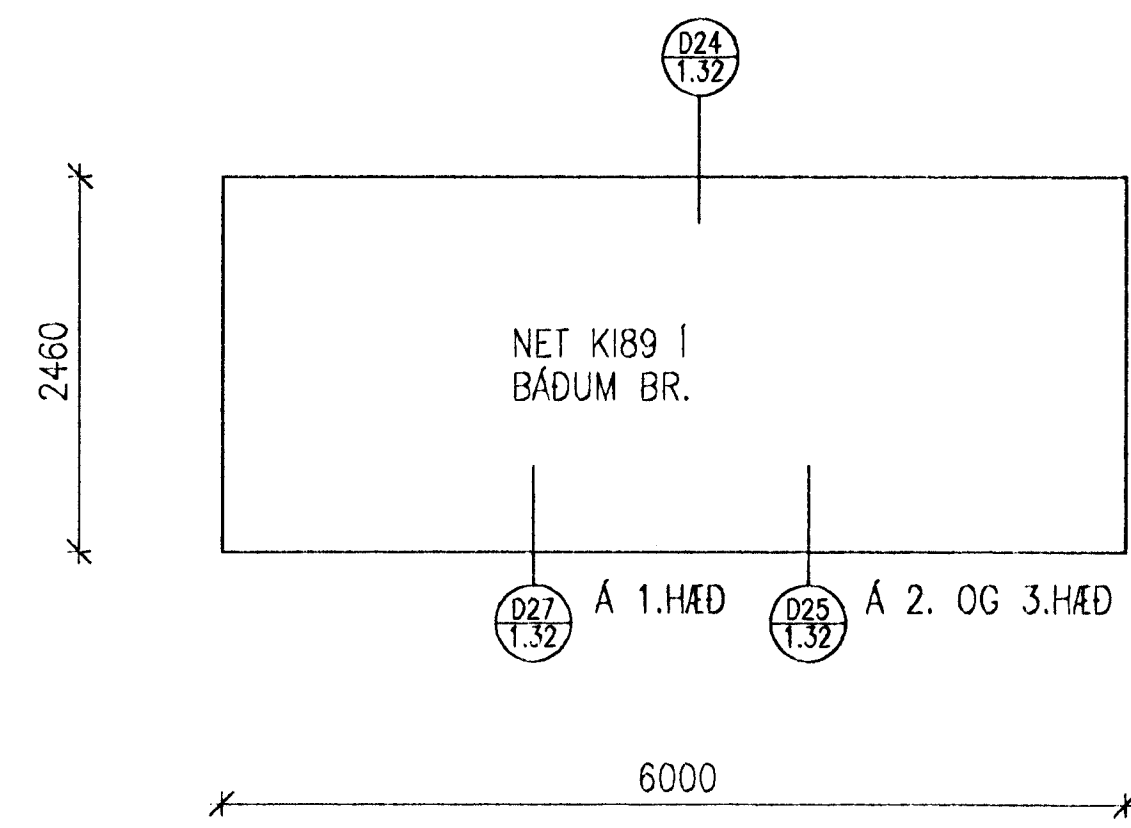 D24
1.32
2460
NET K189 Í
BÁÐUM BR.
D27
1.32
Á 1.HÆÐ
D25
1.32
Á 2. OG 3.HÆÐ
6000